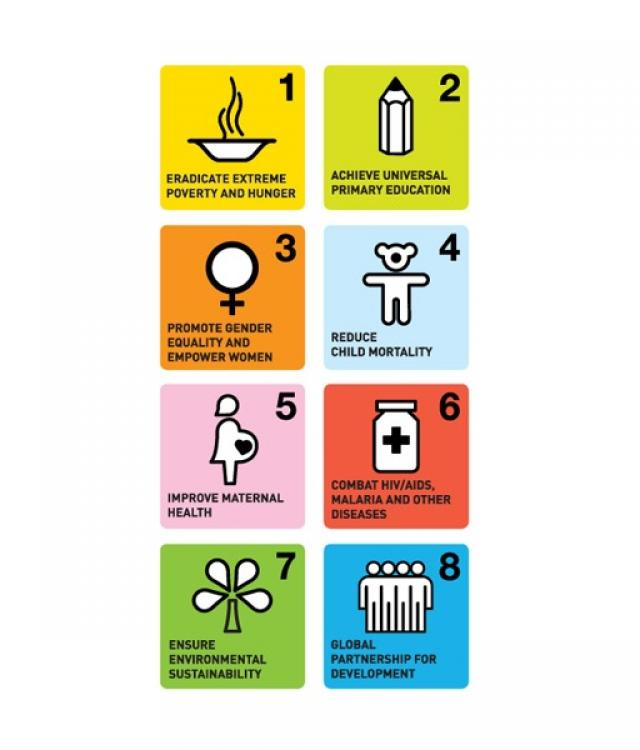 1
ERADICATE EXTREME
POVERTY AND HUNGER
2
ACHIEVE UNIVERSAL
PRIMARY EDUCATION
3
PROMOTE GENDER
EQUALITY AND
EMPOWER WOMEN
4
REDUCE
CHILD MORTALITY
5
IMPROVE MATERNAL
HEALTH
6
COMBAT HIV/AIDS,
MALARIA AND OTHER
DISEASES
7
ENSURE
ENVIRONMENTAL
SUSTAINABILITY
8
GLOBAL
PARTNERSHIP FOR
DEVELOPMENT